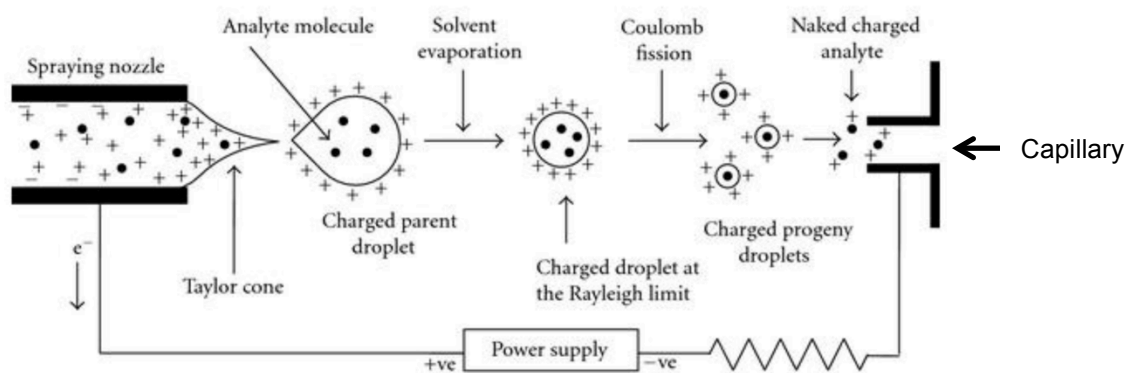 Analyte molecule
Solvent
evaporation
Coulomb
fission
Naked charged
analyte
Spraying nozzle
Capillary
Charged parent
droplet
Charged progeny
droplets
e−
Taylor cone
Charged droplet at
the Rayleigh limit
+ve
Power supply
−ve